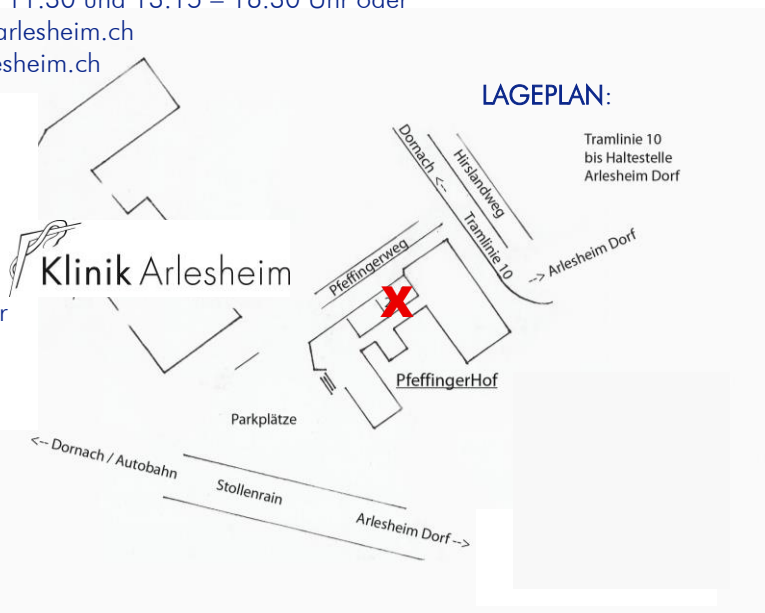 11.30 und 13.15 – 16.30 Uhr oder
arlesheim.ch
esheim.ch
LAGEPLAN:
Tramlinie 10
bis Haltestelle
Arlesheim Dorf
Dornach <--
Hirslandweg
Tramlinie 10
--> Arlesheim Dorf
Pfeffingerweg
Klinik Arlesheim
X
r
PfeffingerHof
Parkplätze
<-- Dornach / Autobahn
Stollenrain
Arlesheim Dorf -->